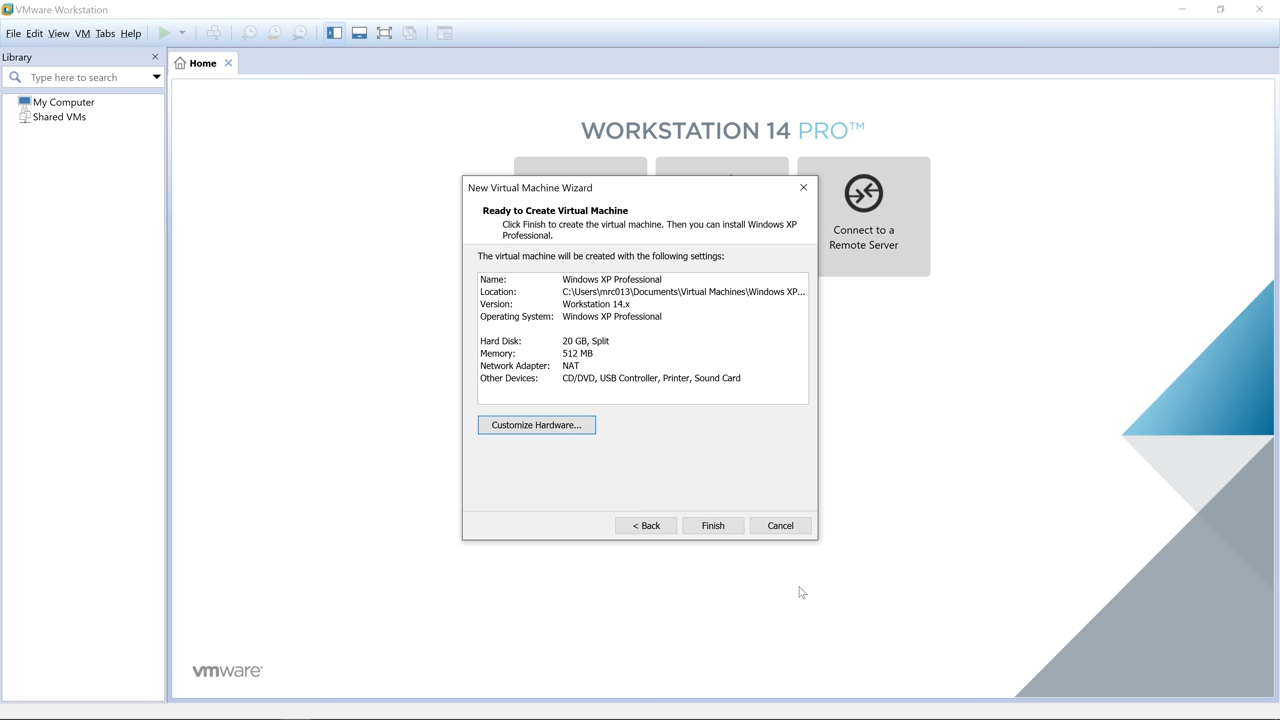 VMware Workstation
File Edit View VM Tabs Help
Library
Type here to search
My Computer
Shared VMs
Home
WORKSTATION 14 PRO™
Connect to a
Remote Server
New Virtual Machine Wizard
Ready to Create Virtual Machine
Click Finish to create the virtual machine. Then you can install Windows XP
Professional.
The virtual machine will be created with the following settings:
Name: Windows XP Professional
Location: C:\Users\mrc013\Documents\Virtual Machines\Windows XP...
Version: Workstation 14.x
Operating System: Windows XP Professional
Hard Disk: 20 GB, Split
Memory: 512 MB
Network Adapter: NAT
Other Devices: CD/DVD, USB Controller, Printer, Sound Card
Customize Hardware...
< Back Finish Cancel
vmware®